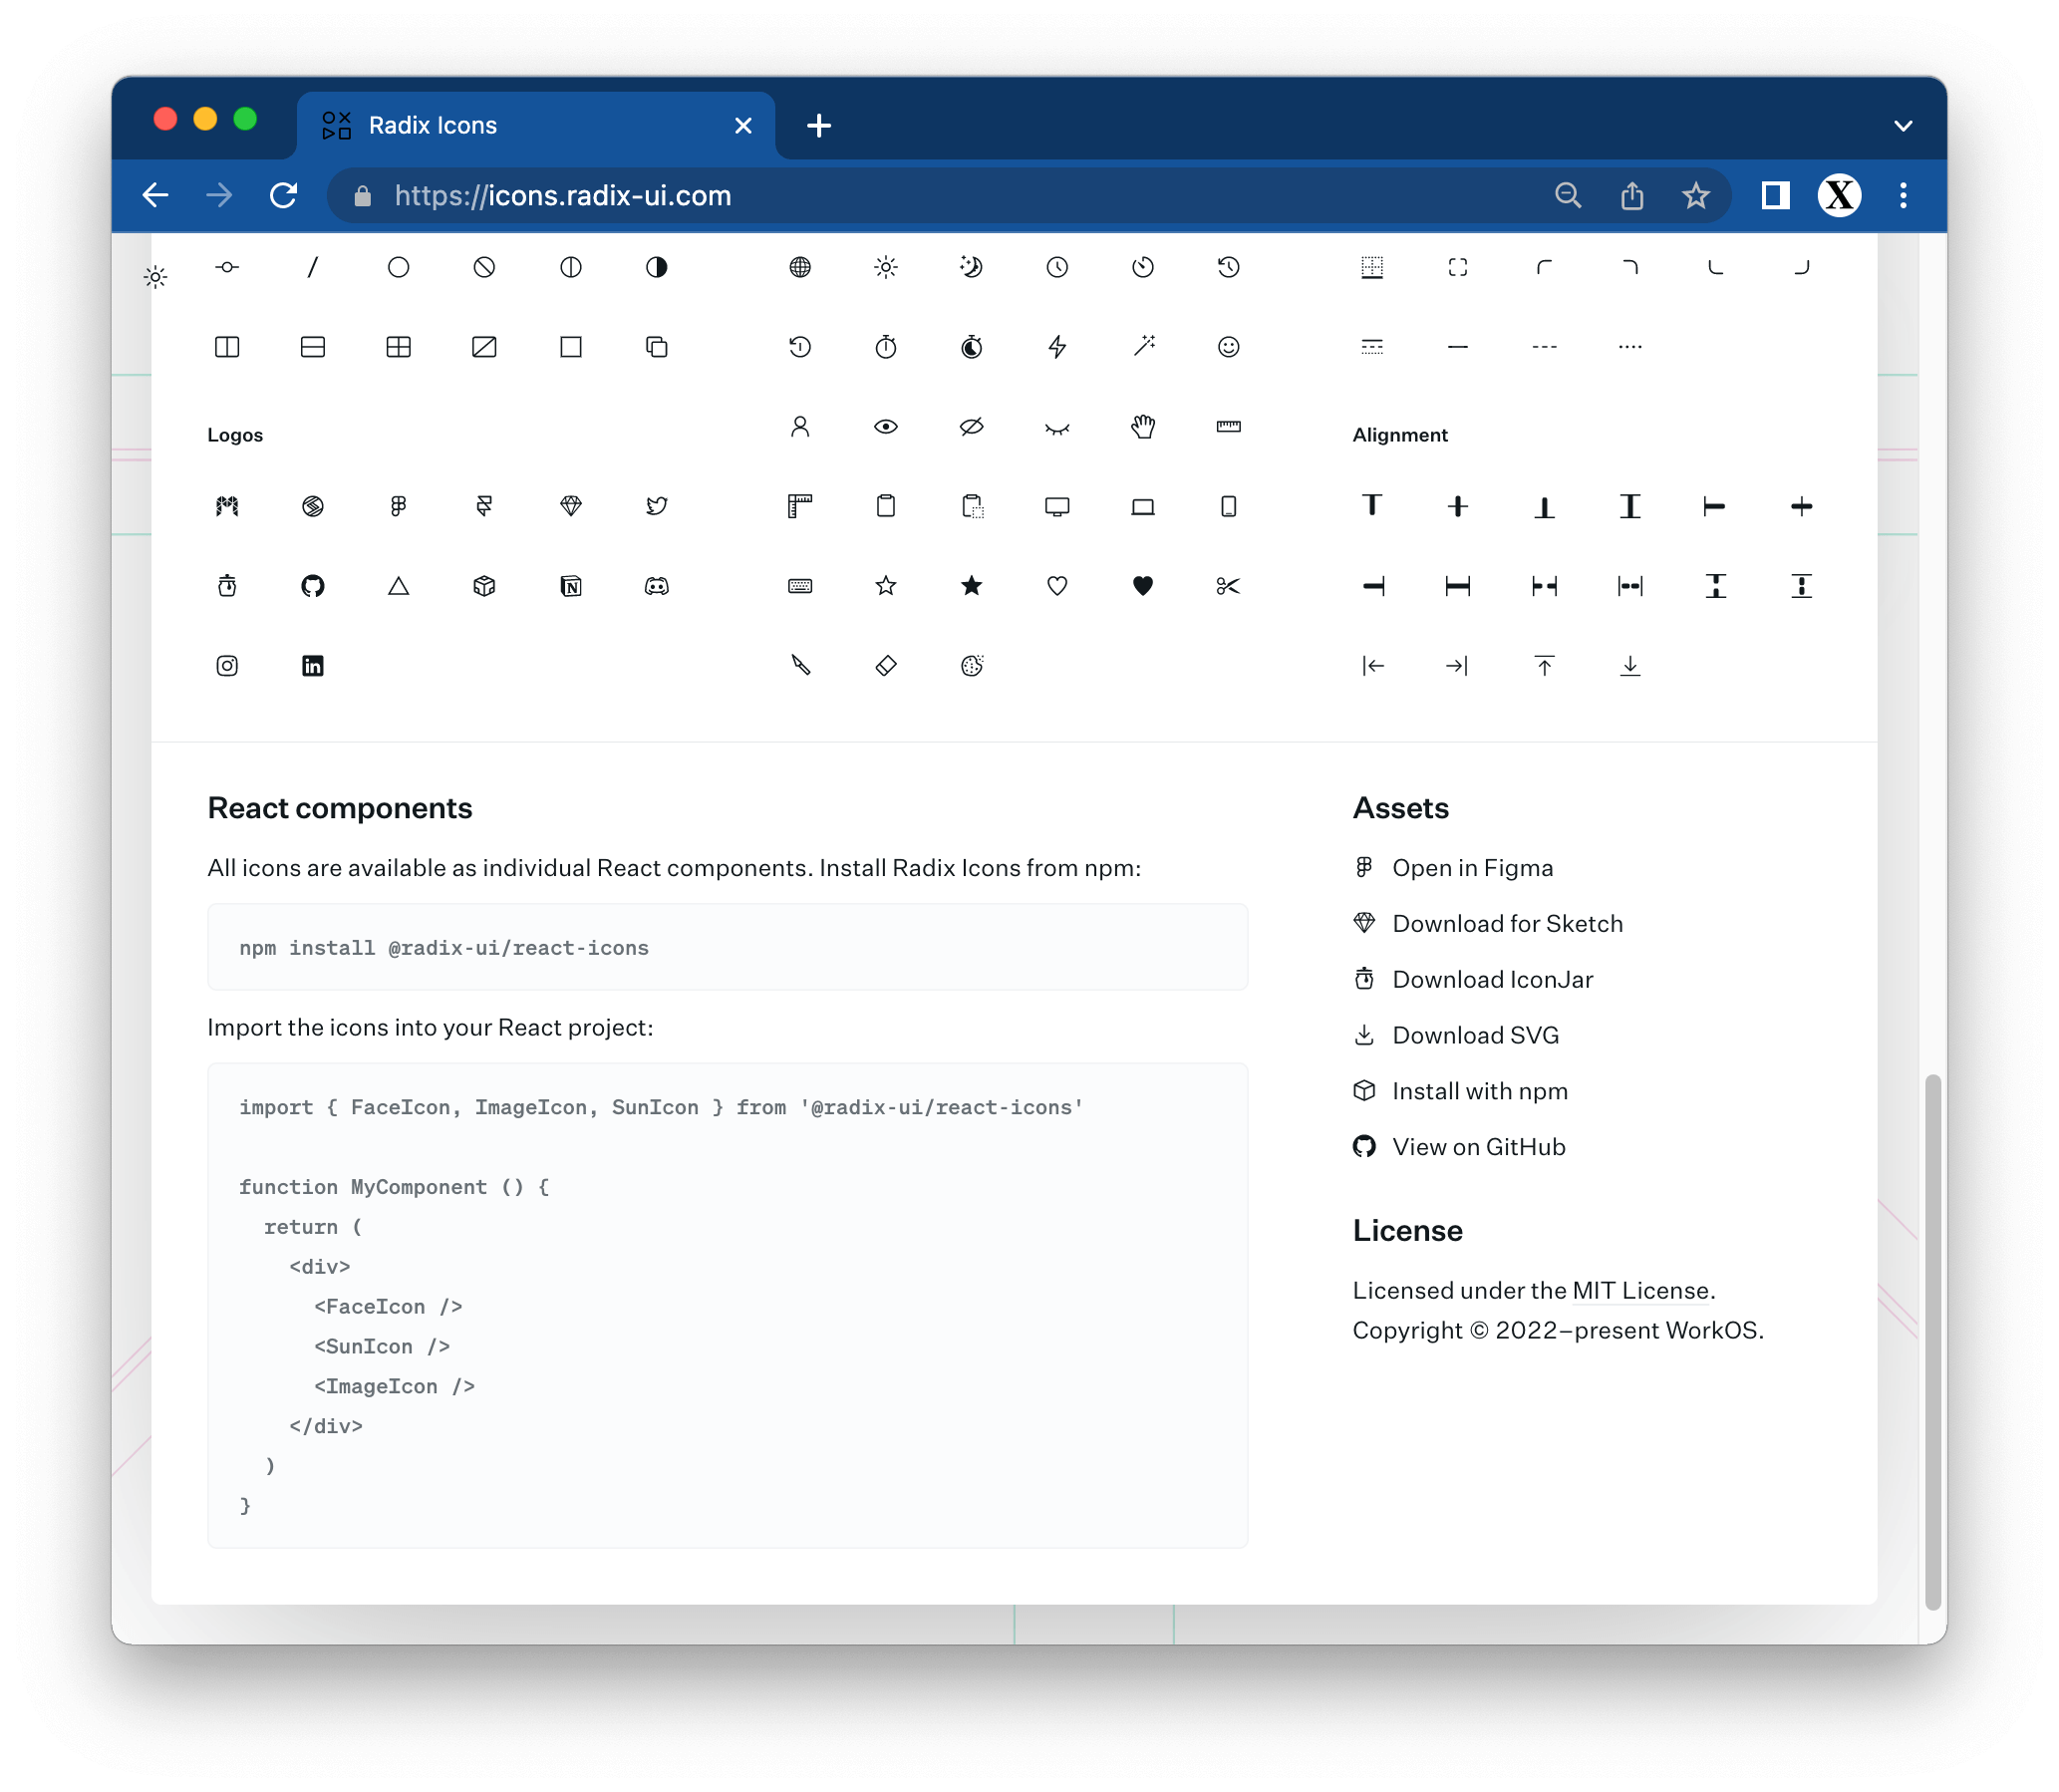 Radix Icons
https://icons.radix-ui.com
X
Logos
Alignment
React components
All icons are available as individual React components. Install Radix Icons from npm:
npm install @radix-ui/react-icons
Import the icons into your React project:
import { FaceIcon, ImageIcon, SunIcon } from '@radix-ui/react-icons'
function MyComponent () {
  return (
    <div>
      <FaceIcon />
      <SunIcon />
      <ImageIcon />
    </div>
  )
}
Assets
Open in Figma
Download for Sketch
Download IconJar
Download SVG
Install with npm
View on GitHub
License
Licensed under the MIT License.
Copyright © 2022–present WorkOS.